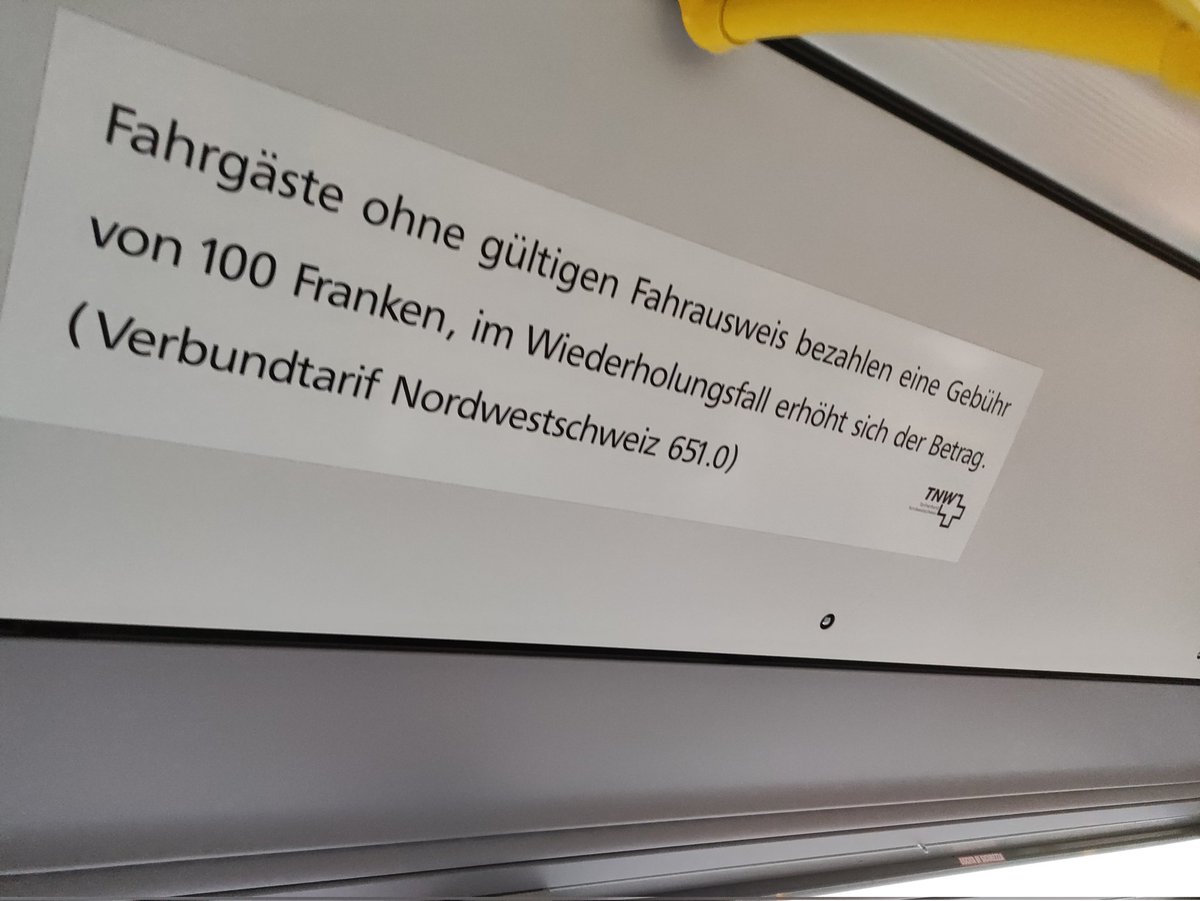 Fahrgäste ohne gültigen Fahrausweis bezahlen eine Gebühr
von 100 Franken, im Wiederholungsfall erhöht sich der Betrag.
(Verbundtarif Nordwestschweiz 651.0)
TNW